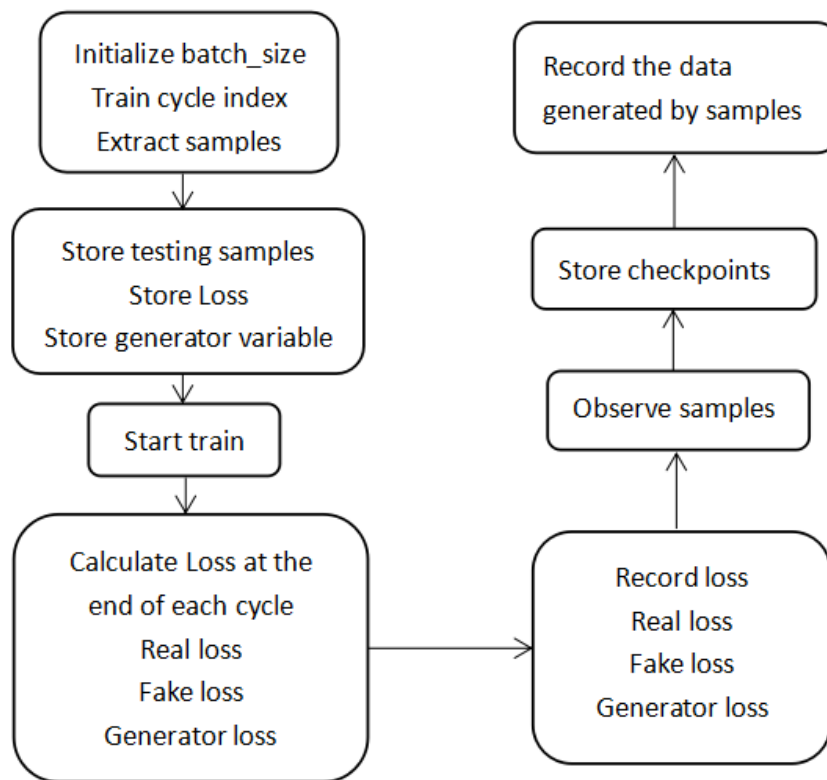 Initialize batch_size
Train cycle index
Extract samples
Store testing samples
Store Loss
Store generator variable
Start train
Calculate Loss at the
end of each cycle
Real loss
Fake loss
Generator loss
Record loss
Real loss
Fake loss
Generator loss
Observe samples
Store checkpoints
Record the data
generated by samples